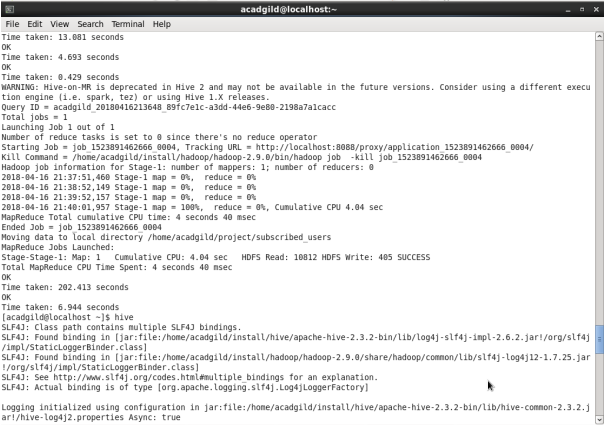 acadgild@localhost:~
File Edit View Search Terminal Help
Time taken: 13.081 seconds
OK
Time taken: 4.693 seconds
OK
Time taken: 0.429 seconds
WARNING: Hive-on-MR is deprecated in Hive 2 and may not be available in the future versions. Consider using a different execu
tion engine (i.e. spark, tez) or using Hive 1.X releases.
Query ID = acadgild_20180416213648_89fc7e1c-a3dd-44e6-9e80-2198a7a1cacc
Total jobs = 1
Launching Job 1 out of 1
Number of reduce tasks is set to 0 since there's no reduce operator
Starting Job = job_1523891462666_0004, Tracking URL = http://localhost:8088/proxy/application_1523891462666_0004/
Kill Command = /home/acadgild/install/hadoop/hadoop-2.9.0/bin/hadoop job  -kill job_1523891462666_0004
Hadoop job information for Stage-1: number of mappers: 1; number of reducers: 0
2018-04-16 21:37:51,460 Stage-1 map = 0%,  reduce = 0%
2018-04-16 21:38:52,149 Stage-1 map = 0%,  reduce = 0%
2018-04-16 21:39:52,157 Stage-1 map = 0%,  reduce = 0%
2018-04-16 21:40:01,957 Stage-1 map = 100%,  reduce = 0%, Cumulative CPU 4.04 sec
MapReduce Total cumulative CPU time: 4 seconds 40 msec
Ended Job = job_1523891462666_0004
Moving data to local directory /home/acadgild/project/subscribed_users
MapReduce Jobs Launched:
Stage-Stage-1: Map: 1   Cumulative CPU: 4.04 sec   HDFS Read: 10812 HDFS Write: 405 SUCCESS
Total MapReduce CPU Time Spent: 4 seconds 40 msec
OK
Time taken: 202.413 seconds
OK
Time taken: 6.944 seconds
[acadgild@localhost ~]$ hive
SLF4J: Class path contains multiple SLF4J bindings.
SLF4J: Found binding in [jar:file:/home/acadgild/install/hive/apache-hive-2.3.2-bin/lib/log4j-slf4j-impl-2.6.2.jar!/org/slf4j
/impl/StaticLoggerBinder.class]
SLF4J: Found binding in [jar:file:/home/acadgild/install/hadoop/hadoop-2.9.0/share/hadoop/common/lib/slf4j-log4j12-1.7.25.jar
!/org/slf4j/impl/StaticLoggerBinder.class]
SLF4J: See http://www.slf4j.org/codes.html#multiple_bindings for an explanation.
SLF4J: Actual binding is of type [org.apache.logging.slf4j.Log4jLoggerFactory]
Logging initialized using configuration in jar:file:/home/acadgild/install/hive/apache-hive-2.3.2-bin/lib/hive-common-2.3.2.j
ar!/hive-log4j2.properties Async: true